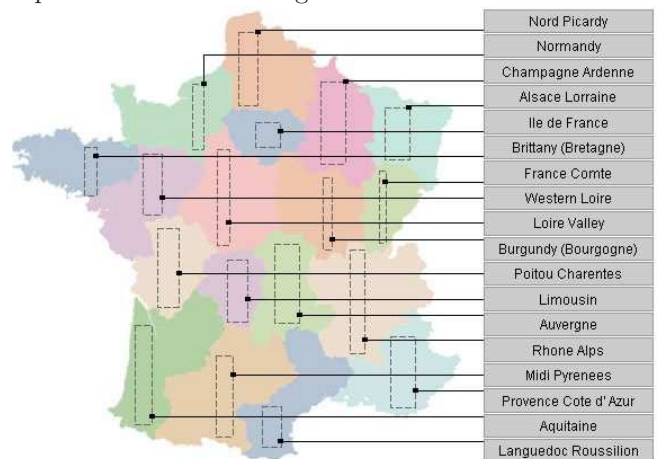 Nord Picardy
Normandy
Champagne Ardenne
Alsace Lorraine
Ile de France
Brittany (Bretagne)
France Comte
Western Loire
Loire Valley
Burgundy (Bourgogne)
Poitou Charentes
Limousin
Auvergne
Rhone Alps
Midi Pyrenees
Provence Cote d' Azur
Aquitaine
Languedoc Roussilion